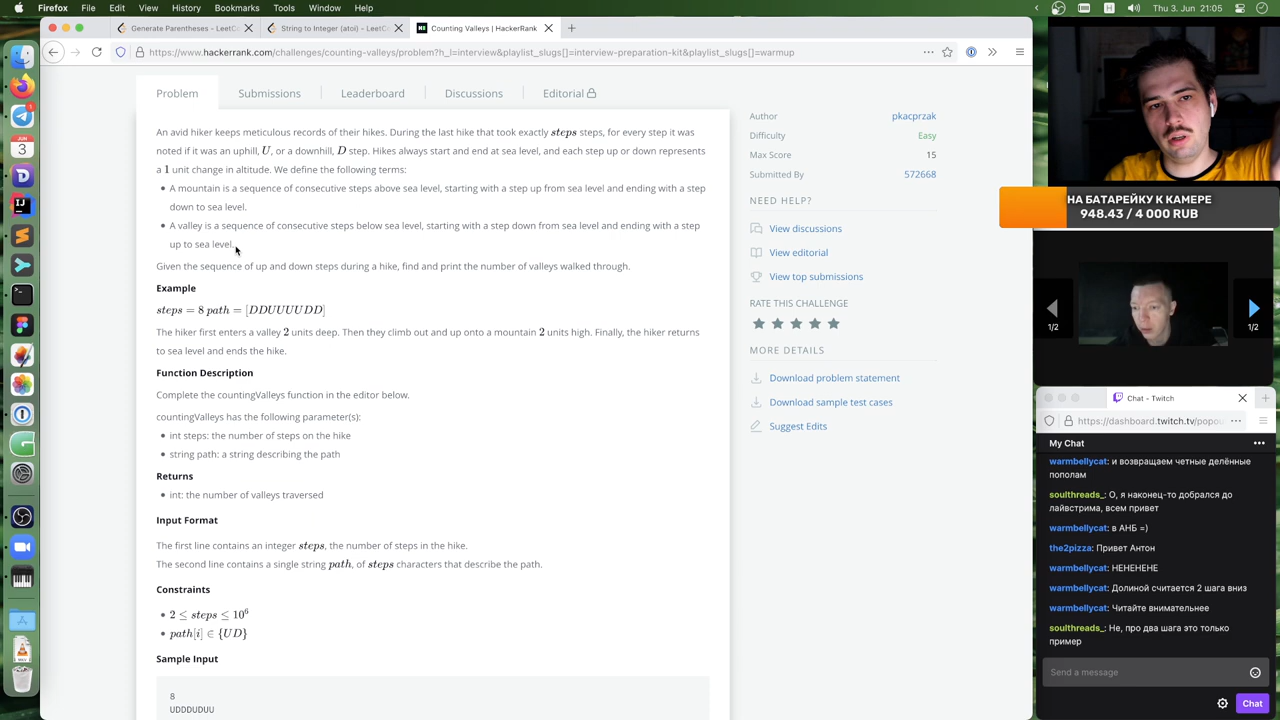 Firefox File Edit View History Bookmarks Tools Window Help
Generate Parentheses - LeetCo
String to Integer (atoi) - LeetCo
Counting Valleys | HackerRank
https://www.hackerrank.com/challenges/counting-valleys/problem?h_l=interview&playlist_slugs[]=interview-preparation-kit&playlist_slugs[]=warmup
Problem Submissions Leaderboard Discussions Editorial
An avid hiker keeps meticulous records of their hikes. During the last hike that took exactly steps steps, for every step it was
noted if it was an uphill, U, or a downhill, D step. Hikes always start and end at sea level, and each step up or down represents
a 1 unit change in altitude. We define the following terms:
A mountain is a sequence of consecutive steps above sea level, starting with a step up from sea level and ending with a step
down to sea level.
A valley is a sequence of consecutive steps below sea level, starting with a step down from sea level and ending with a step
up to sea level.
Given the sequence of up and down steps during a hike, find and print the number of valleys walked through.
Example
steps = 8 path = [DDUUUUDD]
The hiker first enters a valley 2 units deep. Then they climb out and up onto a mountain 2 units high. Finally, the hiker returns
to sea level and ends the hike.
Function Description
Complete the countingValleys function in the editor below.
countingValleys has the following parameter(s):
int steps: the number of steps on the hike
string path: a string describing the path
Returns
int: the number of valleys traversed
Input Format
The first line contains an integer steps, the number of steps in the hike.
The second line contains a single string path, of steps characters that describe the path.
Constraints
2 ≤ steps ≤ 10⁶
path[i] ∈ {UD}
Sample Input
8
UDDDUDUU
Author pkacprzak
Difficulty Easy
Max Score 15
Submitted By 572668
NEED HELP?
View discussions
View editorial
View top submissions
RATE THIS CHALLENGE
MORE DETAILS
Download problem statement
Download sample test cases
Suggest Edits
JUN
3
НА БАТАРЕЙКУ К КАМЕРЕ
948.43 / 4 000 RUB
1/2
1/2
Chat - Twitch
https://dashboard.twitch.tv/popou
My Chat
warmbellycat: и возвращаем четные делённые
пополам
soulthreads_: О, я наконец-то добрался до
лайвстрима, всем привет
warmbellycat: в АНБ =)
the2pizza: Привет Антон
warmbellycat: НЕНЕНЕНЕ
warmbellycat: Долиной считается 2 шага вниз
warmbellycat: Читайте внимательнее
soulthreads_: Не, про два шага это только
пример
Send a message
Chat